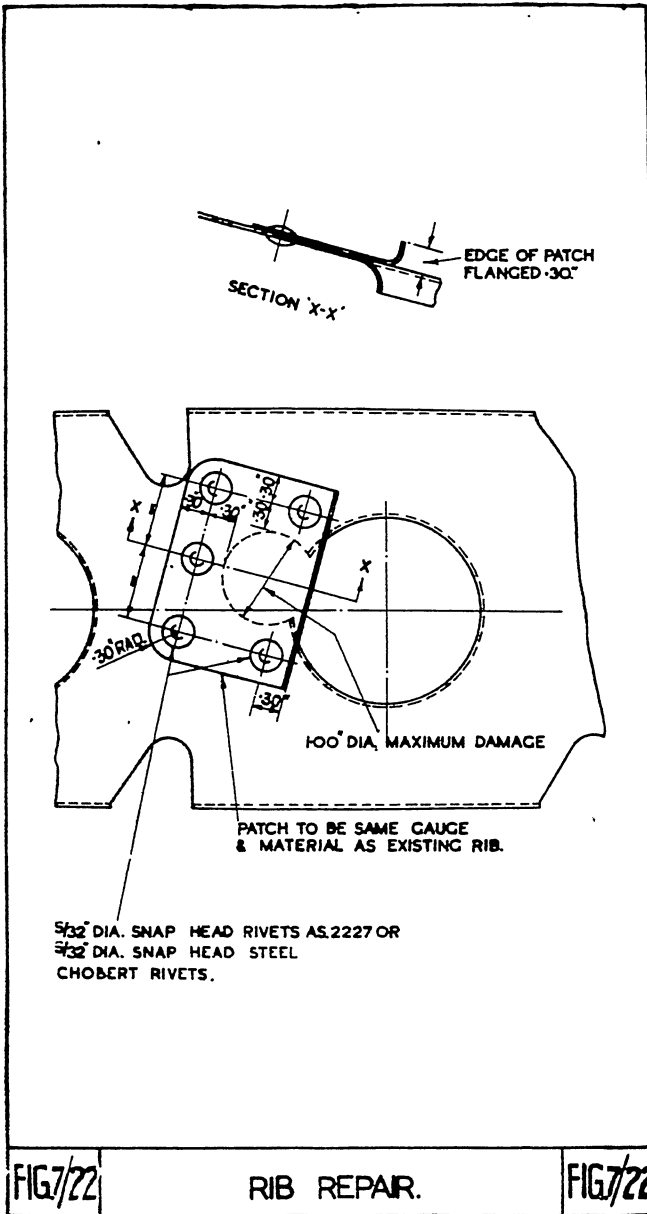 EDGE OF PATCH
FLANGED ·30."
SECTION 'X-X'
X
·30"
·30"
·30"
·30"
X
·30" RAD.
·30"
1·00" DIA. MAXIMUM DAMAGE
PATCH TO BE SAME GAUGE
& MATERIAL AS EXISTING RIB.
5/32" DIA. SNAP HEAD RIVETS AS.2227 OR
5/32" DIA. SNAP HEAD STEEL
CHOBERT RIVETS.
FIG.7/22
RIB REPAIR.
FIG.7/22